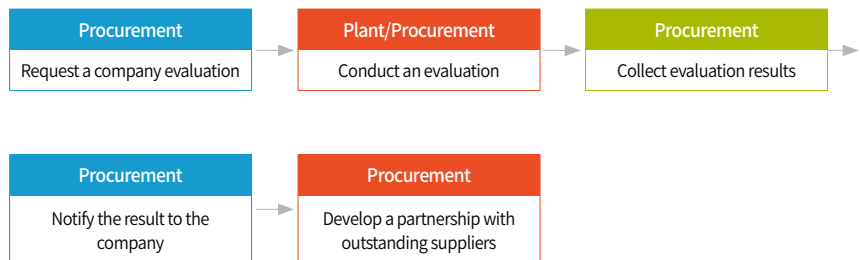 Procurement
Request a company evaluation
Plant/Procurement
Conduct an evaluation
Procurement
Collect evaluation results
Procurement
Notify the result to the
company
Procurement
Develop a partnership with
outstanding suppliers